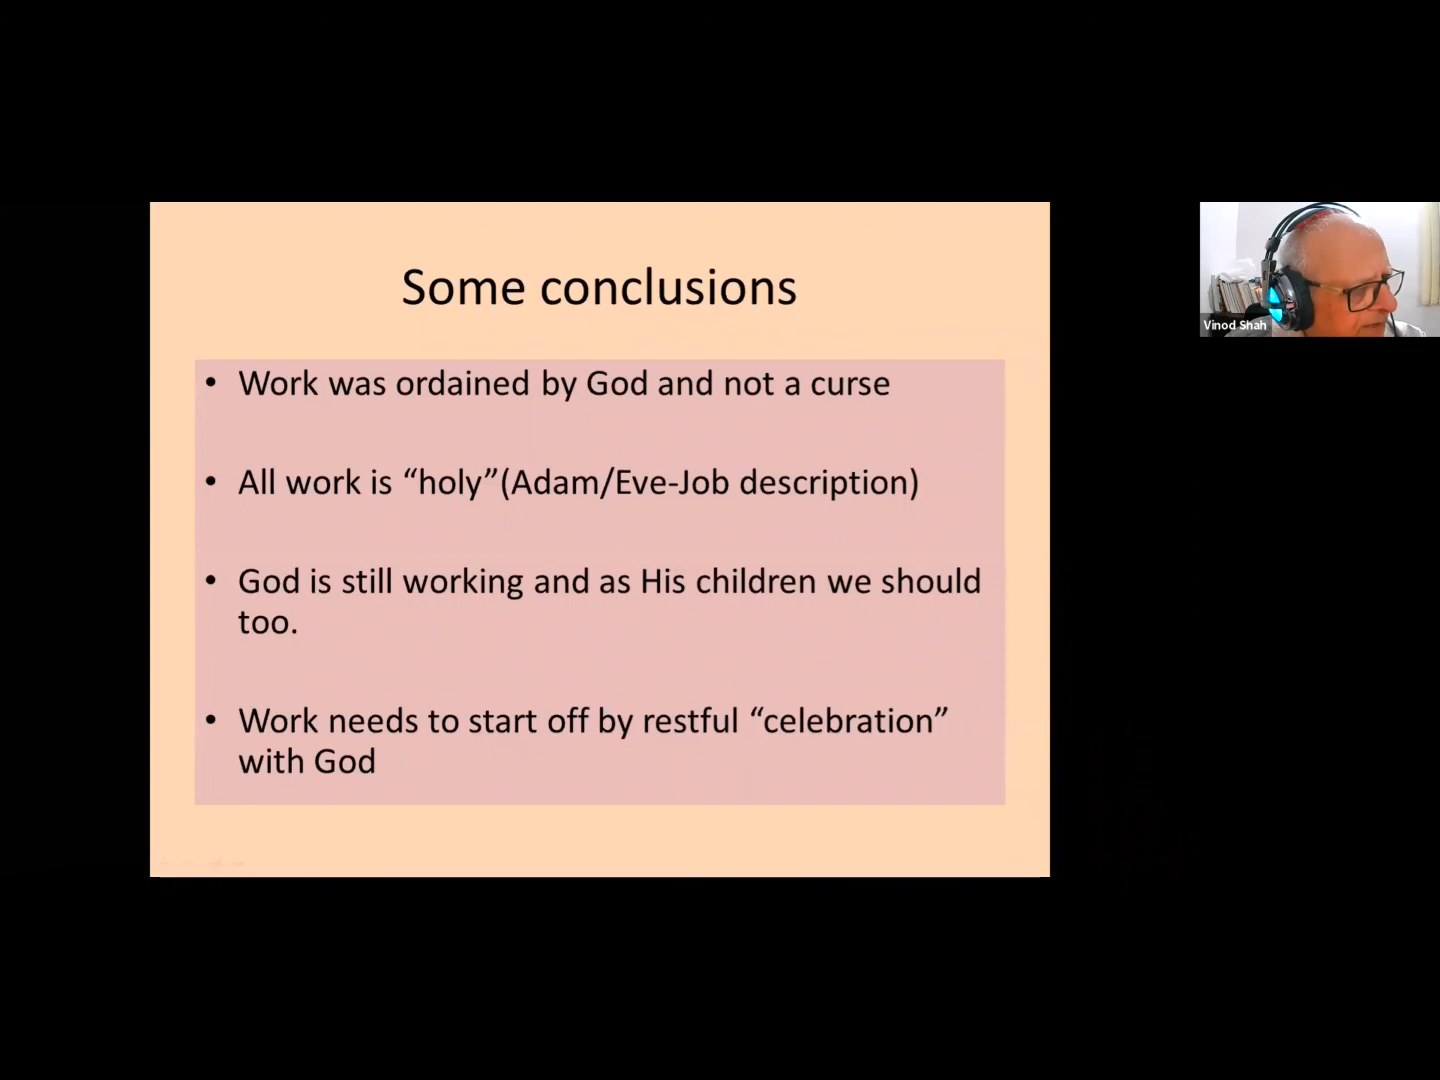 Some conclusions
• Work was ordained by God and not a curse
• All work is “holy”(Adam/Eve-Job description)
• God is still working and as His children we should
too.
• Work needs to start off by restful “celebration”
with God
Vinod Shah